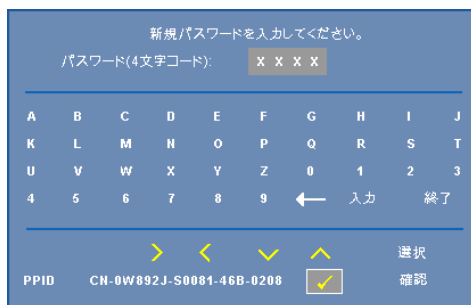 新規パスワードを入力してください。
パスワード(4文字コード): X X X X
A B C D E F G H I J
K L M N O P Q R S T
U V W X Y Z 0 1 2 3
4 5 6 7 8 9 ← 入力 終了
> < ∨ ∧ 選択
PPID CN-0W892J-S0081-46B-0208 ✓ 確認